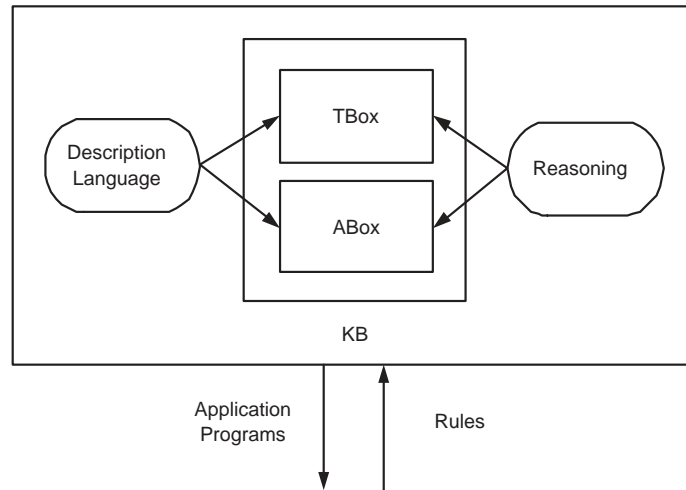 TBox
Description
Language
Reasoning
ABox
KB
Application
Programs
Rules